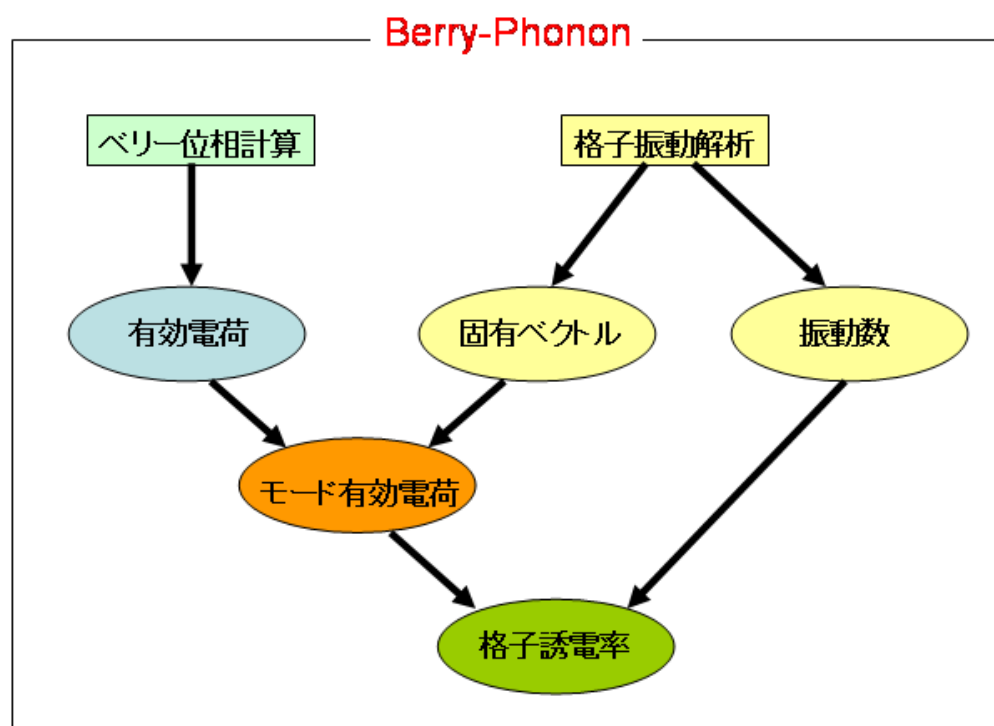 Berry-Phonon
ベリー位相計算
格子振動解析
有効電荷
固有ベクトル
振動数
モード有効電荷
格子誘電率